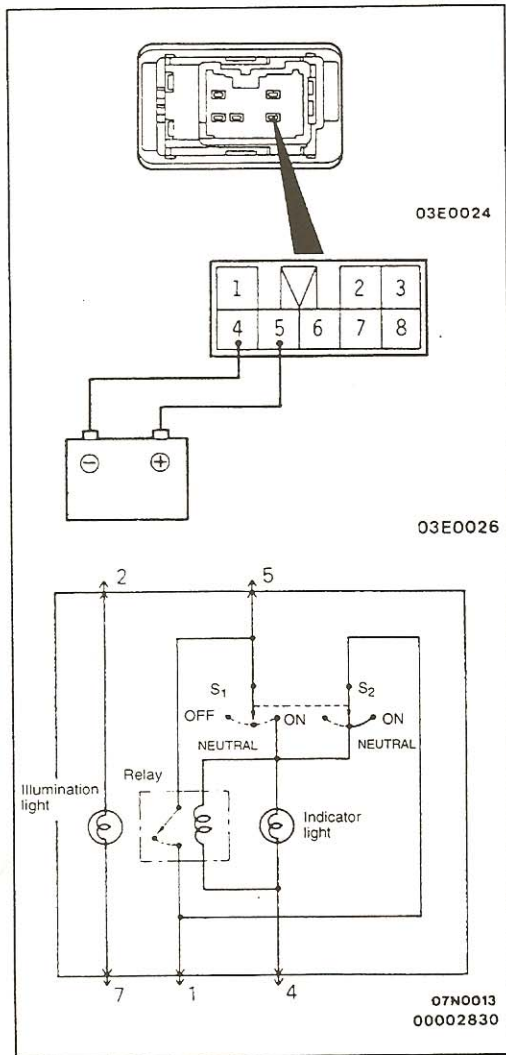 03E0024
1 2 3
4 5 6 7 8
⊖ ⊕
03E0026
2 5
S₁ S₂
OFF ON ON
NEUTRAL NEUTRAL
Relay
Illumination
light
Indicator
light
7 1 4
07N0013
00002830